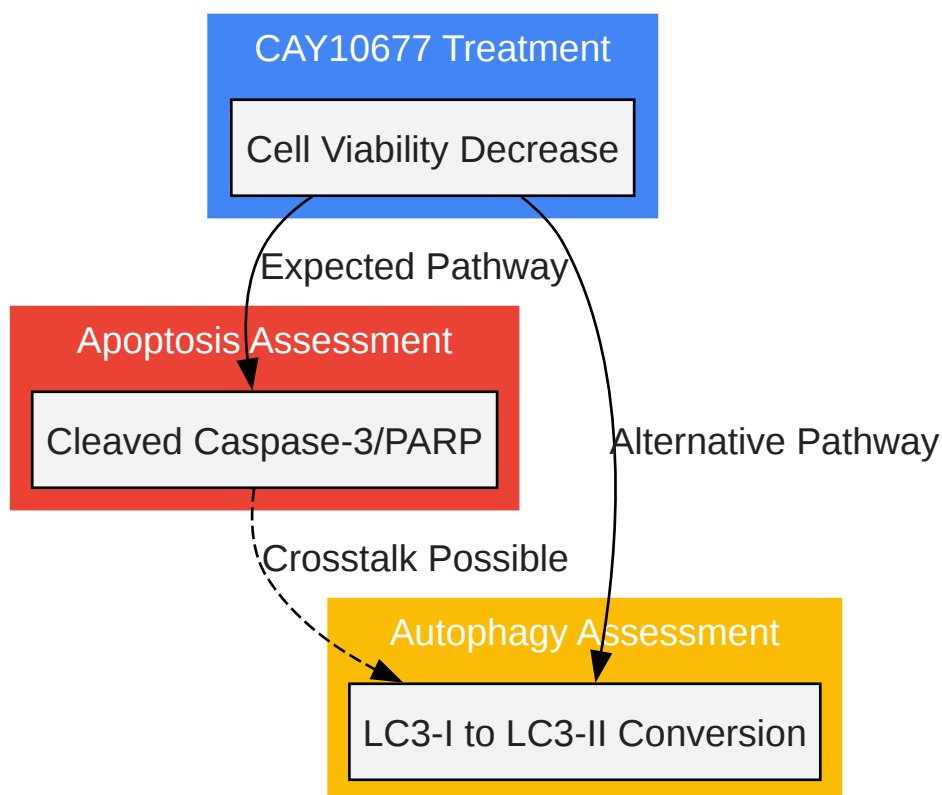 CAY10677 Treatment
Cell Viability Decrease
Expected Pathway
Apoptosis Assessment
Cleaved Caspase-3/PARP
Alternative Pathway
Crosstalk Possible
Autophagy Assessment
LC3-I to LC3-II Conversion